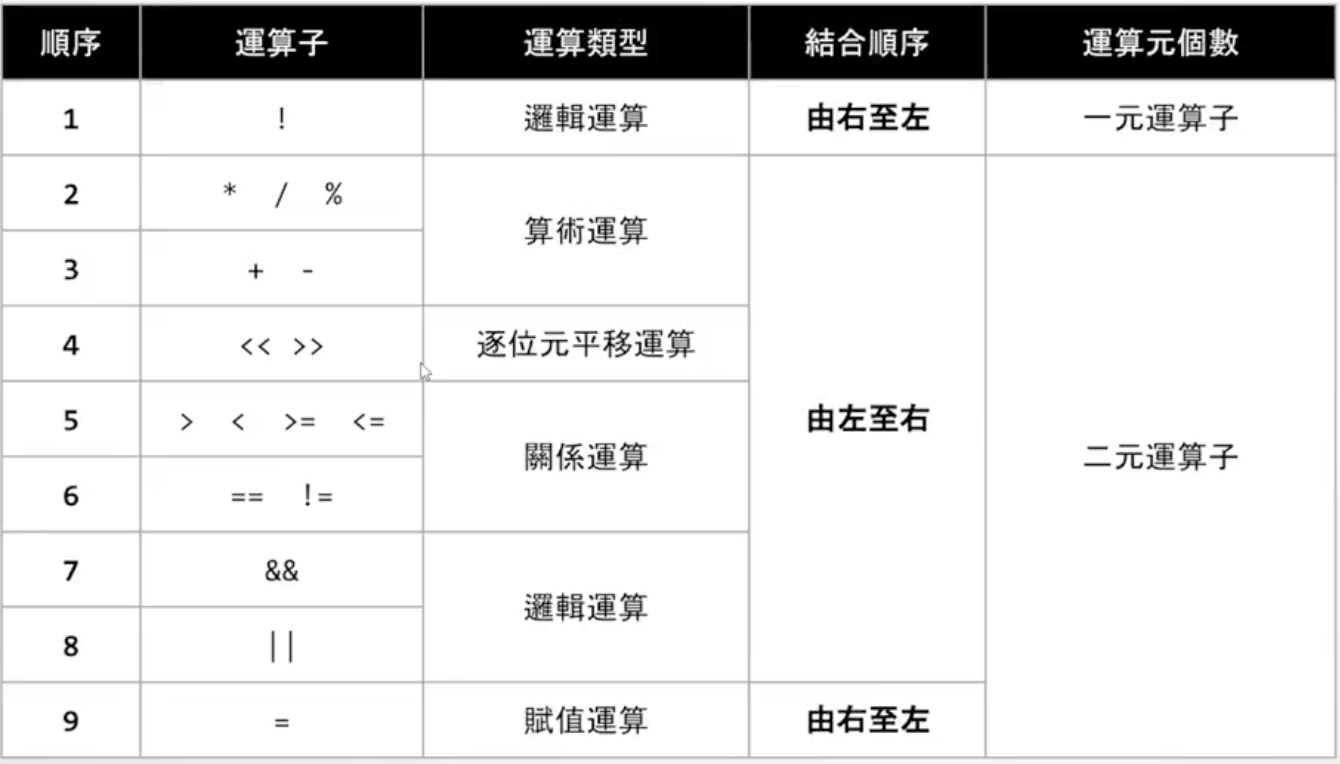 順序 運算子 運算類型 結合順序 運算元個數
1 ! 邏輯運算 由右至左 一元運算子
2 * / %
算術運算
3 + -
4 << >> 逐位元平移運算
5 > < >= <= 由左至右
關係運算 二元運算子
6 == !=
7 &&
邏輯運算
8 ||
9 = 賦值運算 由右至左